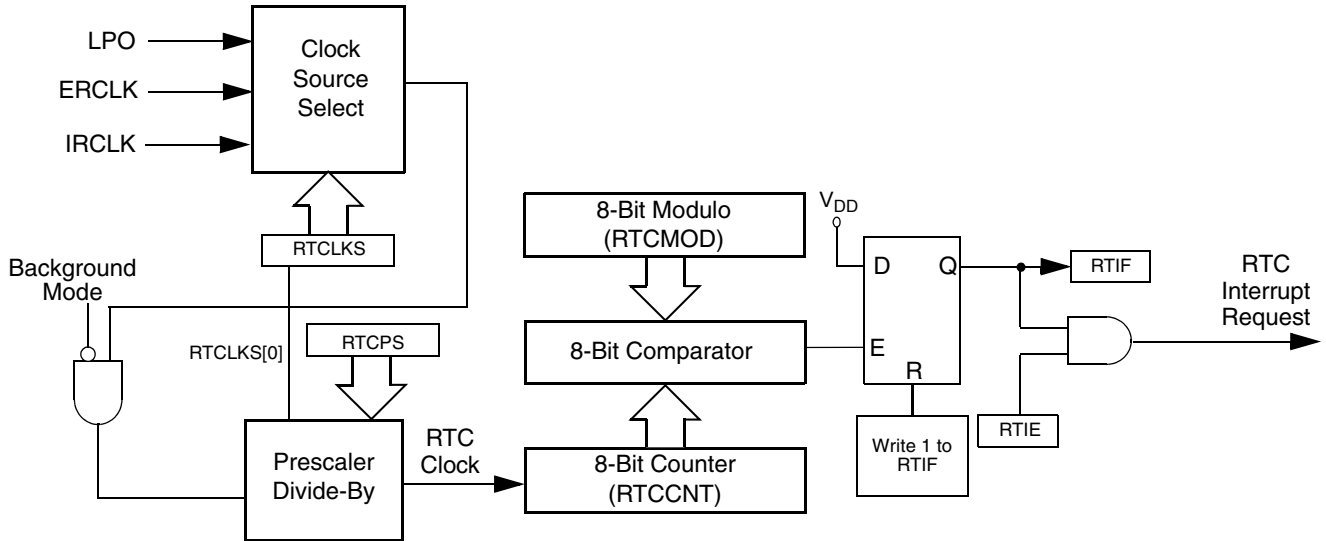 LPO
ERCLK
IRCLK
Clock
Source
Select
RTCLKS
Background
Mode
RTCLKS[0]
RTCPS
Prescaler
Divide-By
RTC
Clock
8-Bit Modulo
(RTCMOD)
8-Bit Comparator
8-Bit Counter
(RTCCNT)
VDD
D
Q
E
R
Write 1 to
RTIF
RTIF
RTIE
RTC
Interrupt
Request